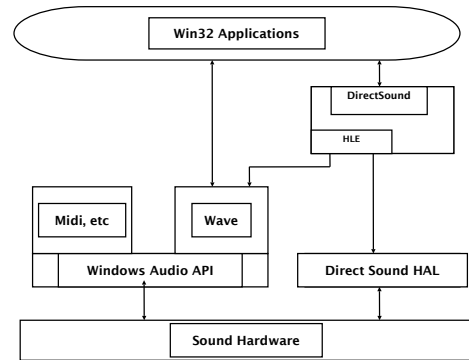 Win32 Applications
DirectSound
HLE
Midi, etc
Wave
Windows Audio API
Direct Sound HAL
Sound Hardware